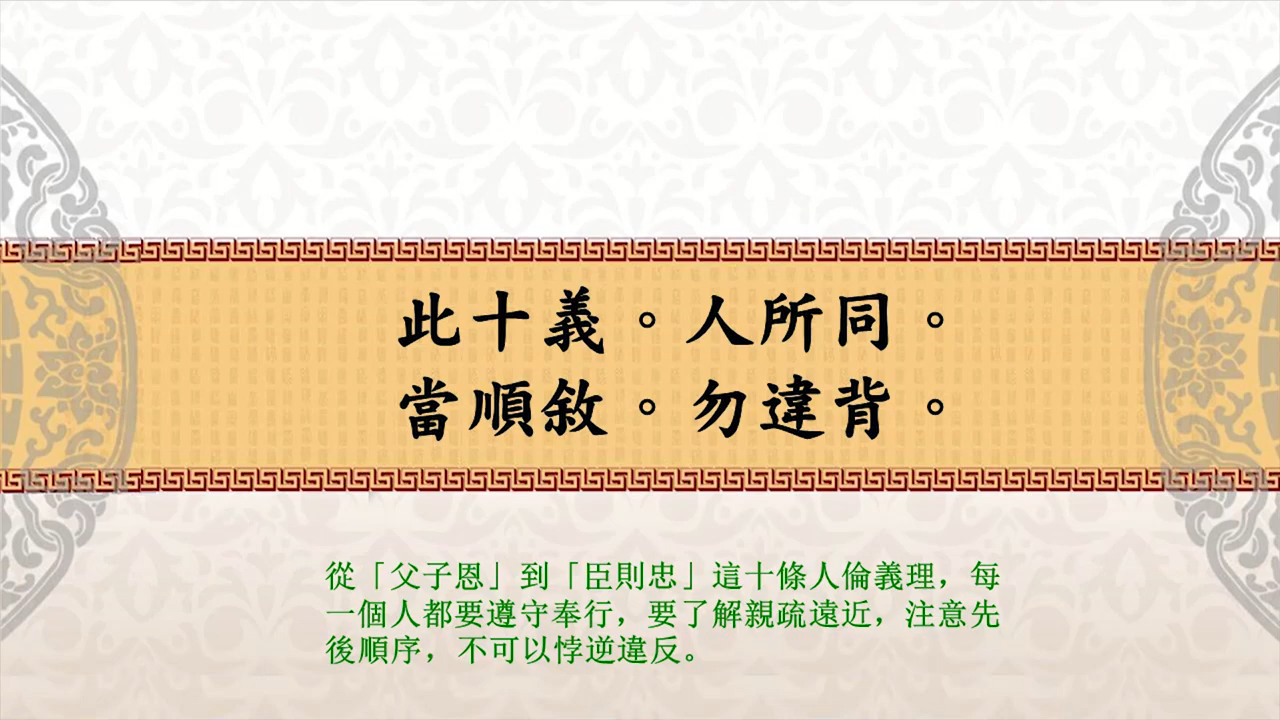 此十義。人所同。
當順敘。勿違背。
從「父子恩」到「臣則忠」這十條人倫義理，每
一個人都要遵守奉行，要了解親疏遠近，注意先
後順序，不可以悖逆違反。